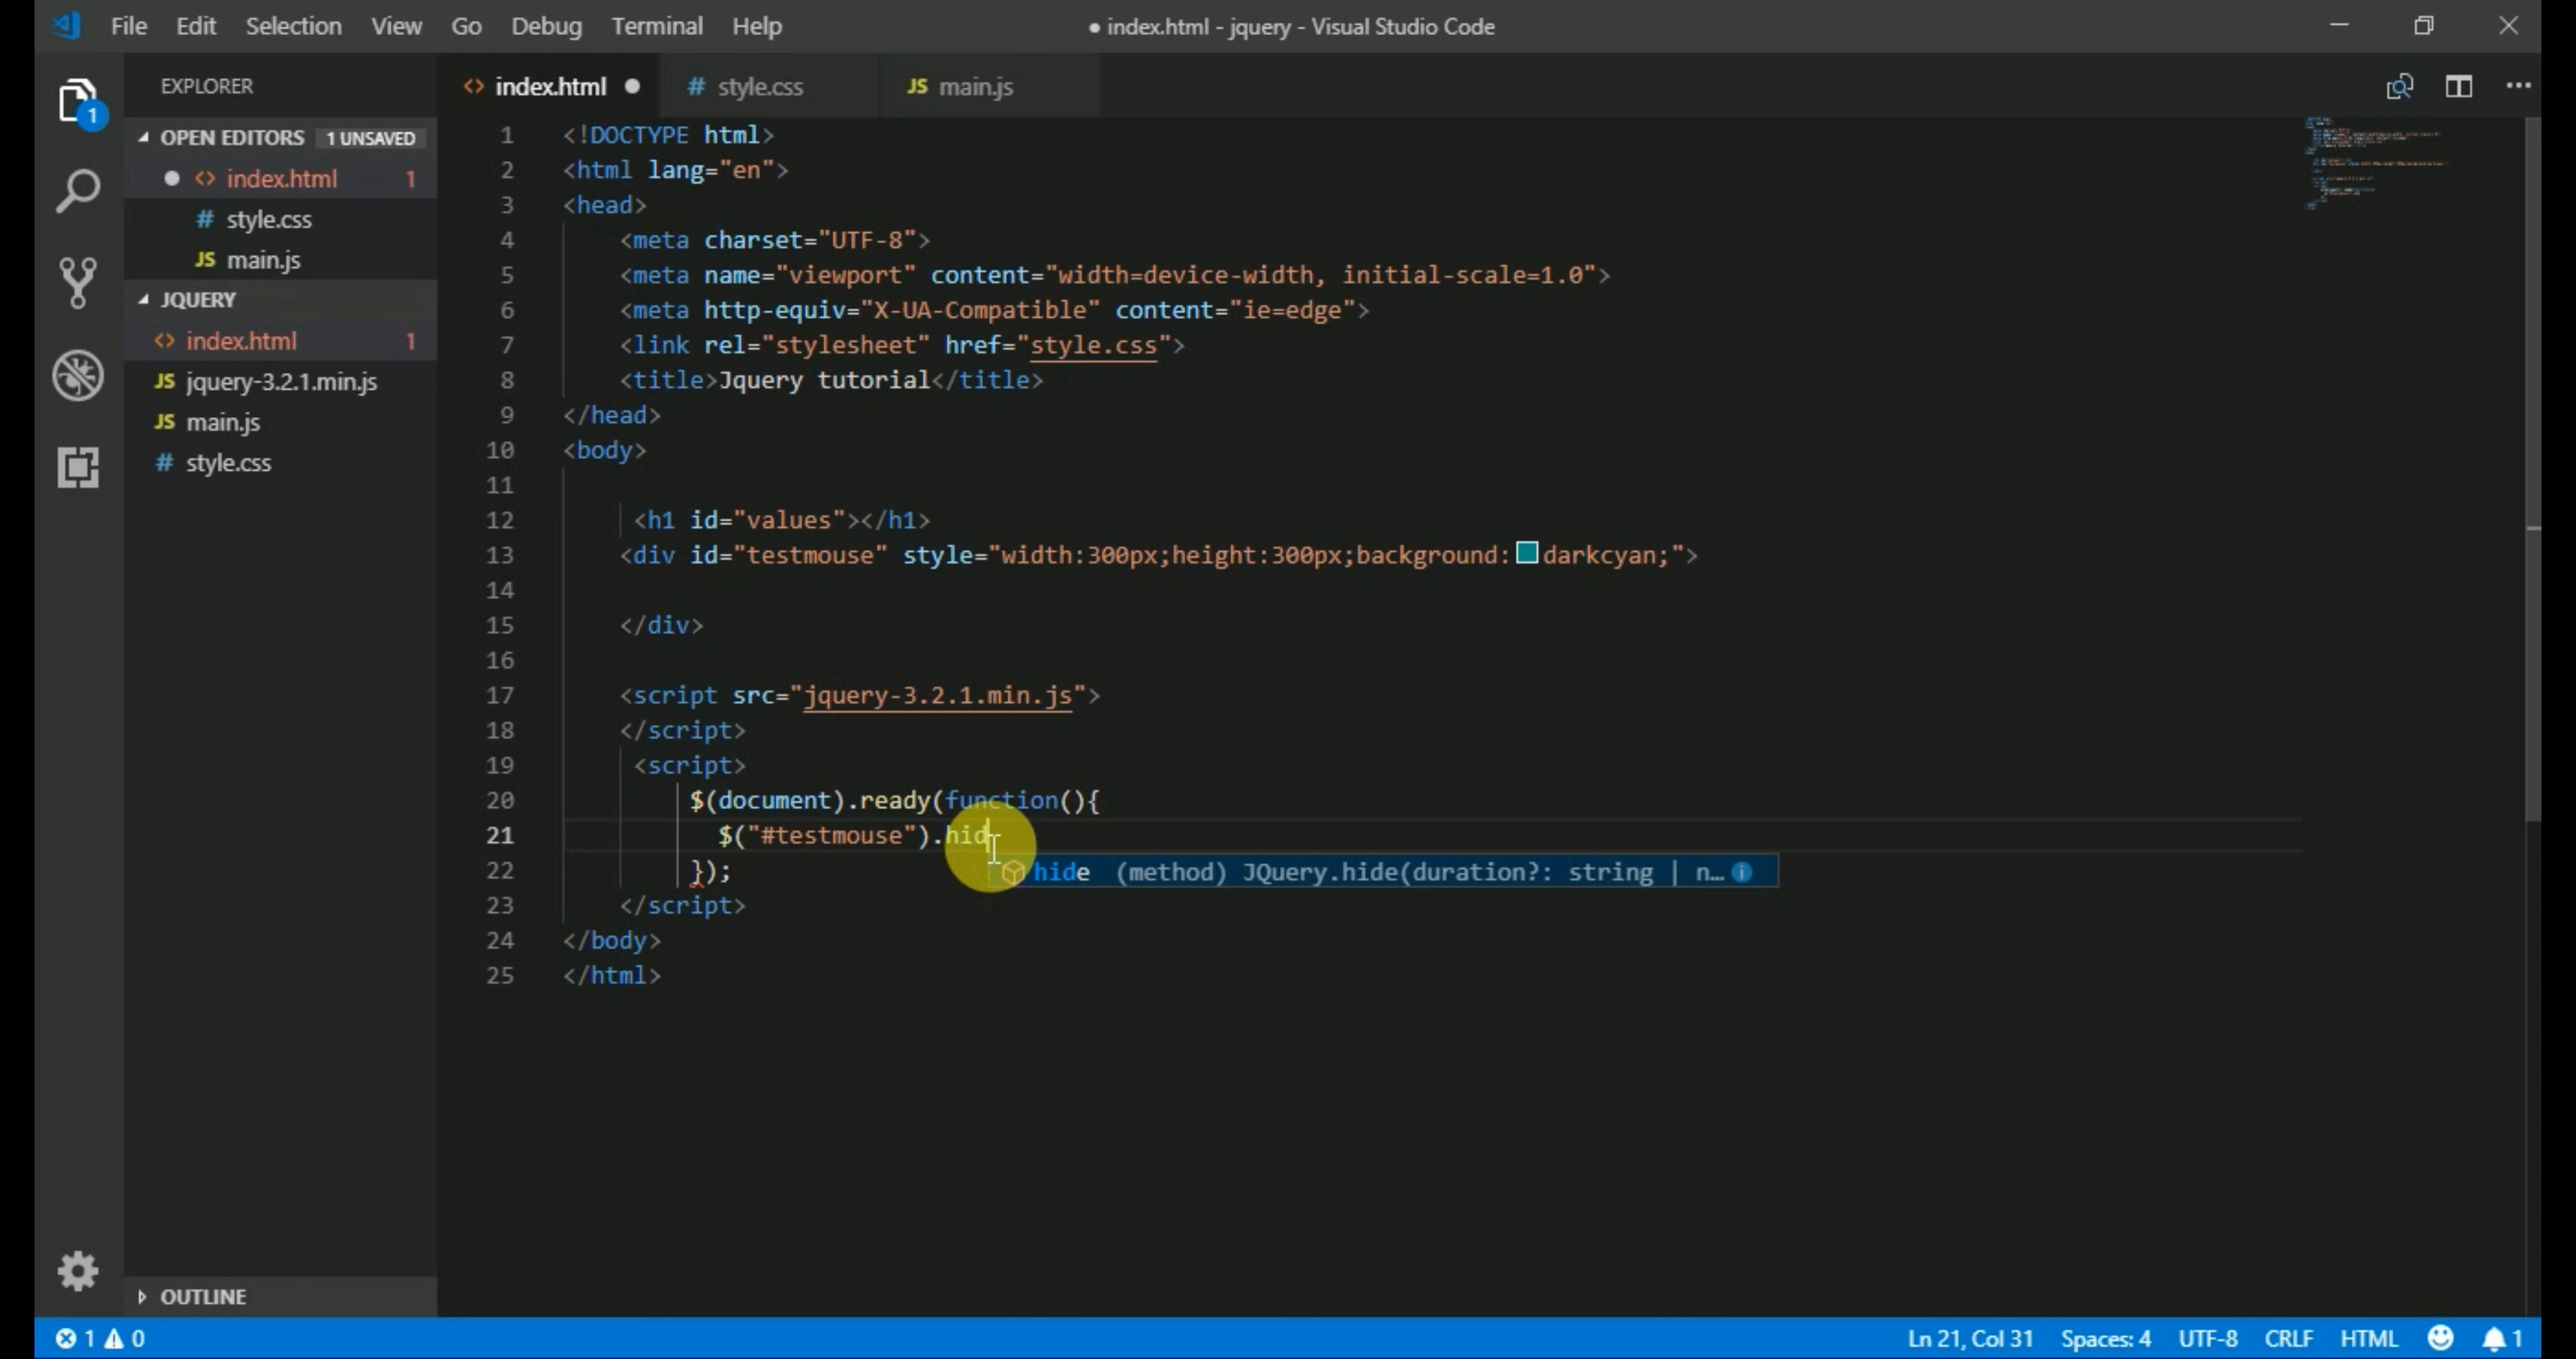 File Edit Selection View Go Debug Terminal Help
● index.html - jquery - Visual Studio Code
EXPLORER
OPEN EDITORS 1 UNSAVED
● <> index.html 1
# style.css
JS main.js
JQUERY
<> index.html 1
JS jquery-3.2.1.min.js
JS main.js
# style.css
OUTLINE
<> index.html ● # style.css JS main.js
1 <!DOCTYPE html>
2 <html lang="en">
3 <head>
4 <meta charset="UTF-8">
5 <meta name="viewport" content="width=device-width, initial-scale=1.0">
6 <meta http-equiv="X-UA-Compatible" content="ie=edge">
7 <link rel="stylesheet" href="style.css">
8 <title>Jquery tutorial</title>
9 </head>
10 <body>
11
12 <h1 id="values"></h1>
13 <div id="testmouse" style="width:300px;height:300px;background:darkcyan;">
14
15 </div>
16
17 <script src="jquery-3.2.1.min.js">
18 </script>
19 <script>
20 $(document).ready(function(){
21 $("#testmouse").hid
22 });
hide (method) JQuery.hide(duration?: string | n…
23 </script>
24 </body>
25 </html>
1
1 0
Ln 21, Col 31 Spaces: 4 UTF-8 CRLF HTML 1